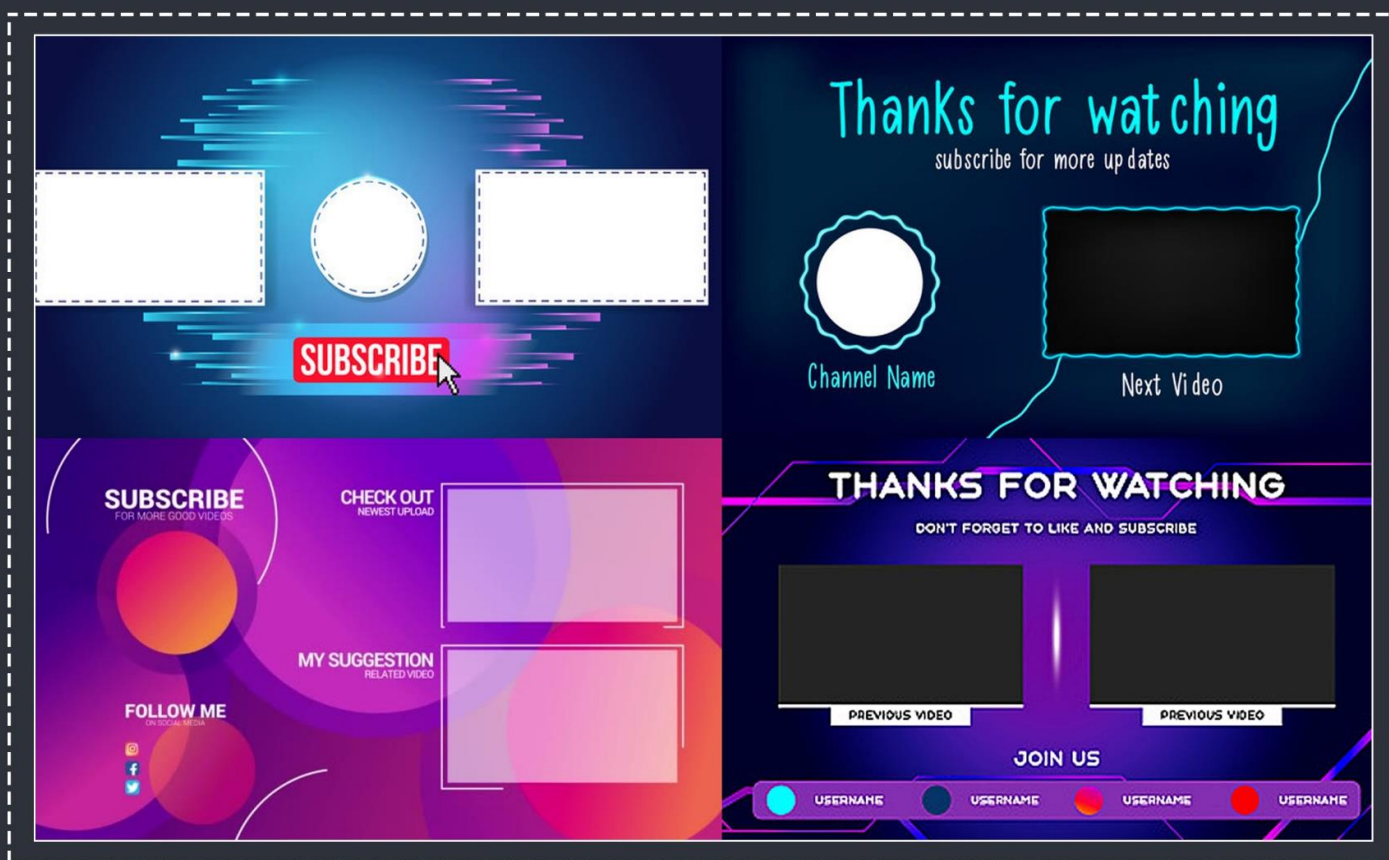 SUBSCRIBE
Thanks for watching
subscribe for more updates
Channel Name
Next Video
SUBSCRIBE
FOR MORE GOOD VIDEOS
CHECK OUT
NEWEST UPLOAD
MY SUGGESTION
RELATED VIDEO
FOLLOW ME
ON SOCIAL MEDIA
THANKS FOR WATCHING
DON'T FORGET TO LIKE AND SUBSCRIBE
PREVIOUS VIDEO PREVIOUS VIDEO
JOIN US
USERNAME USERNAME USERNAME USERNAME